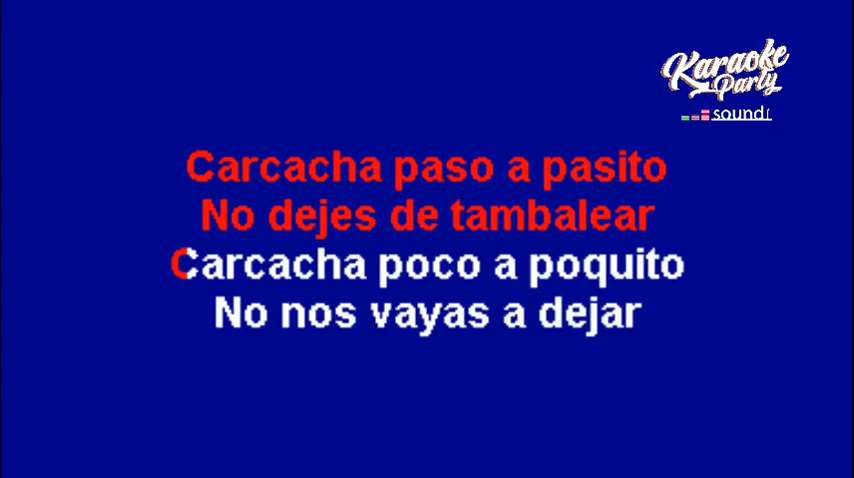 Karaoke
Party
sound
Carcacha paso a pasito
No dejes de tambalear
Carcacha poco a poquito
No nos vayas a dejar